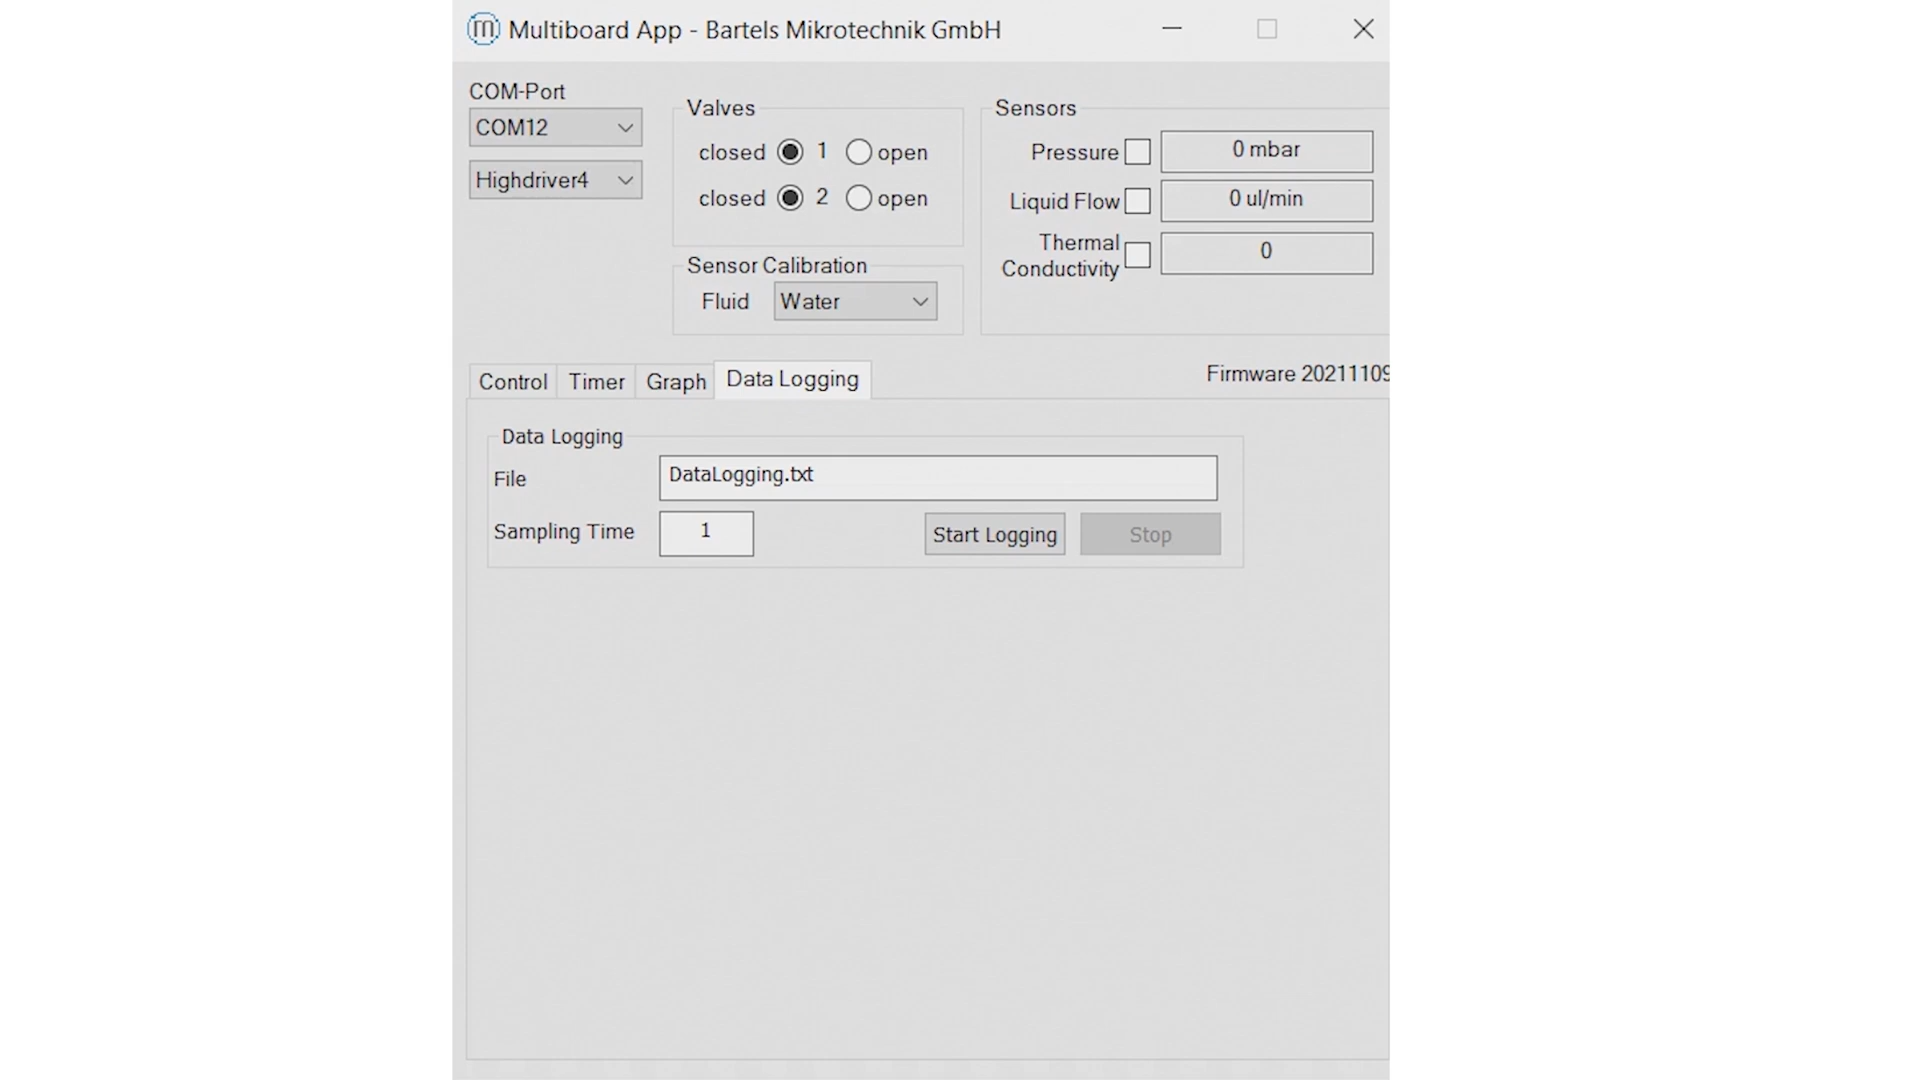 Multiboard App - Bartels Mikrotechnik GmbH
COM-Port
COM12
Highdriver4
Valves
closed 1 open
closed 2 open
Sensor Calibration
Fluid Water
Sensors
Pressure 0 mbar
Liquid Flow 0 ul/min
Thermal
Conductivity 0
Control Timer Graph Data Logging
Firmware 20211109
Data Logging
File DataLogging.txt
Sampling Time 1 Start Logging Stop